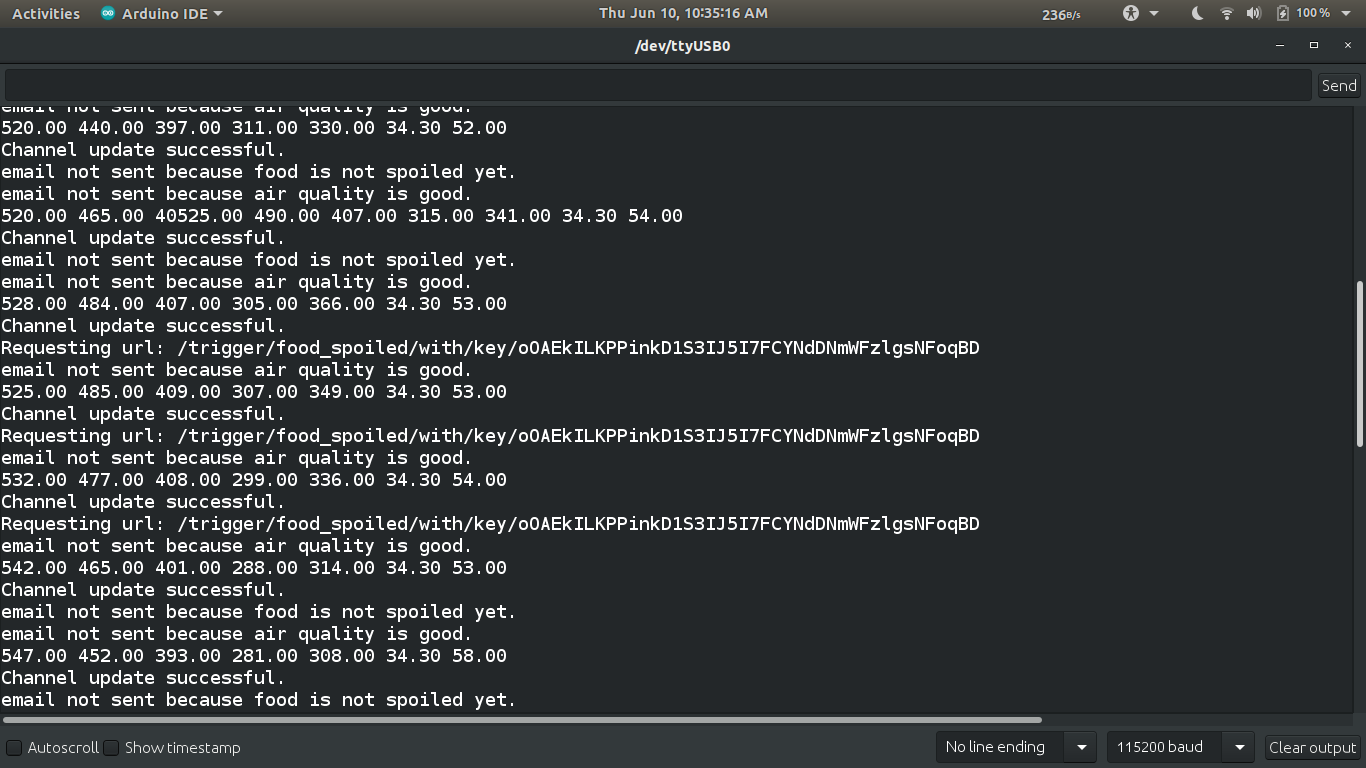 Activities Arduino IDE Thu Jun 10, 10:35:16 AM 236B/s 100 %
/dev/ttyUSB0
Send
email not sent because air quality is good.
520.00 440.00 397.00 311.00 330.00 34.30 52.00
Channel update successful.
email not sent because food is not spoiled yet.
email not sent because air quality is good.
520.00 465.00 40525.00 490.00 407.00 315.00 341.00 34.30 54.00
Channel update successful.
email not sent because food is not spoiled yet.
email not sent because air quality is good.
528.00 484.00 407.00 305.00 366.00 34.30 53.00
Channel update successful.
Requesting url: /trigger/food_spoiled/with/key/oOAEkILKPPinkD1S3IJ5I7FCYNdDNmWFzlgsNFoqBD
email not sent because air quality is good.
525.00 485.00 409.00 307.00 349.00 34.30 53.00
Channel update successful.
Requesting url: /trigger/food_spoiled/with/key/oOAEkILKPPinkD1S3IJ5I7FCYNdDNmWFzlgsNFoqBD
email not sent because air quality is good.
532.00 477.00 408.00 299.00 336.00 34.30 54.00
Channel update successful.
Requesting url: /trigger/food_spoiled/with/key/oOAEkILKPPinkD1S3IJ5I7FCYNdDNmWFzlgsNFoqBD
email not sent because air quality is good.
542.00 465.00 401.00 288.00 314.00 34.30 53.00
Channel update successful.
email not sent because food is not spoiled yet.
email not sent because air quality is good.
547.00 452.00 393.00 281.00 308.00 34.30 58.00
Channel update successful.
email not sent because food is not spoiled yet.
Autoscroll Show timestamp No line ending 115200 baud Clear output